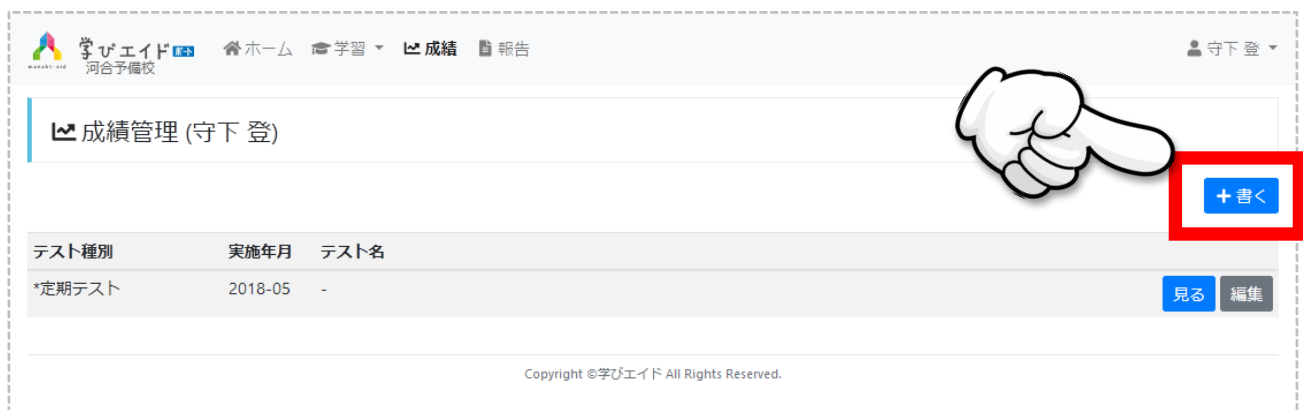 学びエイド ポート ホーム 学習 成績 報告 守下 登
manabi-aid 河合予備校
成績管理 (守下 登)
+ 書く
テスト種別 実施年月 テスト名
*定期テスト 2018-05 - 見る 編集
Copyright ©学びエイド All Rights Reserved.